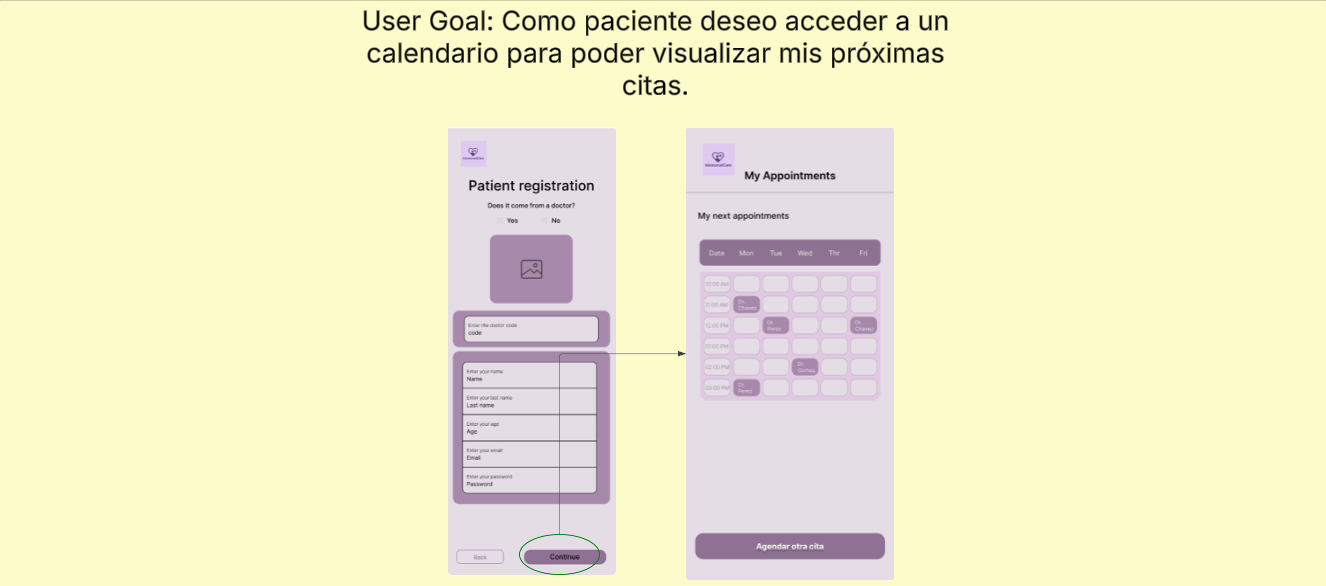 User Goal: Como paciente deseo acceder a un
calendario para poder visualizar mis próximas
citas.
Patient registration
Does it come from a doctor?
Yes No
Enter the doctor code
code
Enter your name
Name
Enter your last name
Last name
Enter your age
Age
Enter your email
Email
Enter your password
Password
Back Continue
My Appointments
My next appointments
Date Mon Tue Wed Thr Fri
10:00 AM
11:00 AM Dr. Chavez
12:00 PM Dr. Perez Dr. Chavez
01:00 PM
02:00 PM Dr. Gomez
03:00 PM Dr. Perez
Agendar otra cita